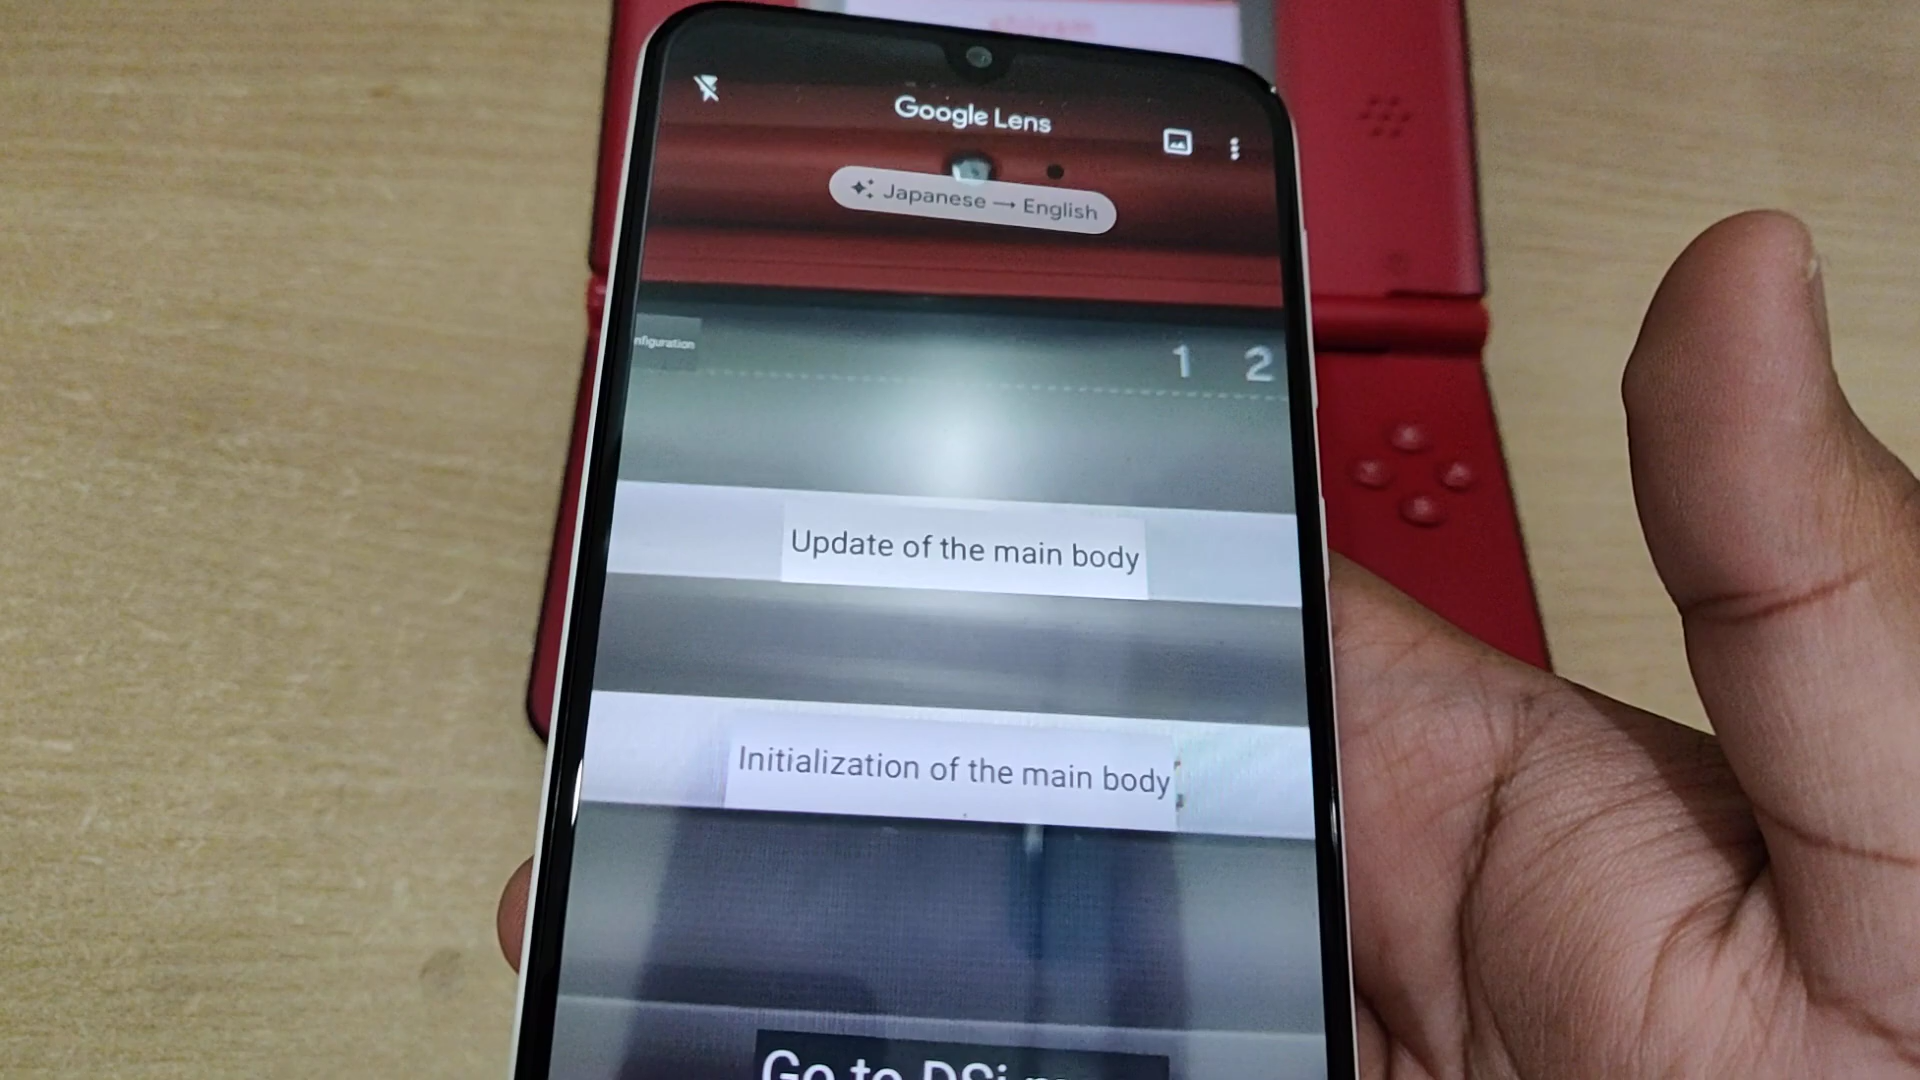 Google Lens
Japanese → English
nfiguration
1 2
Update of the main body
Initialization of the main body
Go to DSi